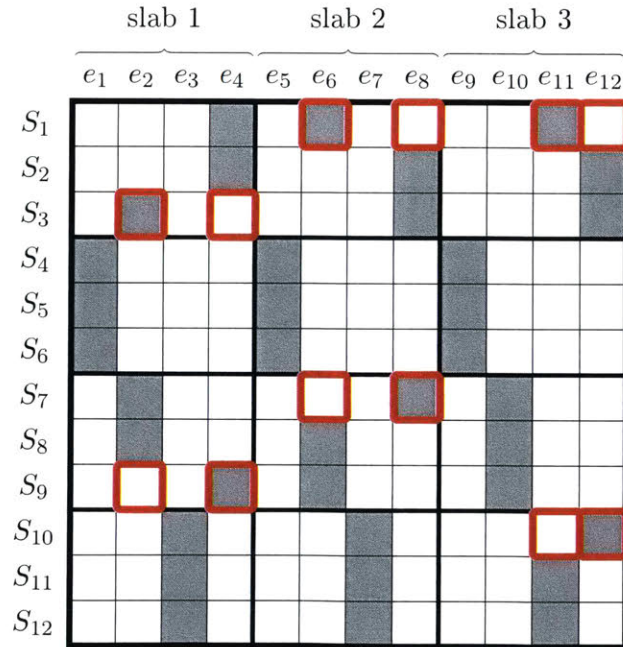 slab 1 slab 2 slab 3
e₁ e₂ e₃ e₄ e₅ e₆ e₇ e₈ e₉ e₁₀ e₁₁ e₁₂
S₁
S₂
S₃
S₄
S₅
S₆
S₇
S₈
S₉
S₁₀
S₁₁
S₁₂